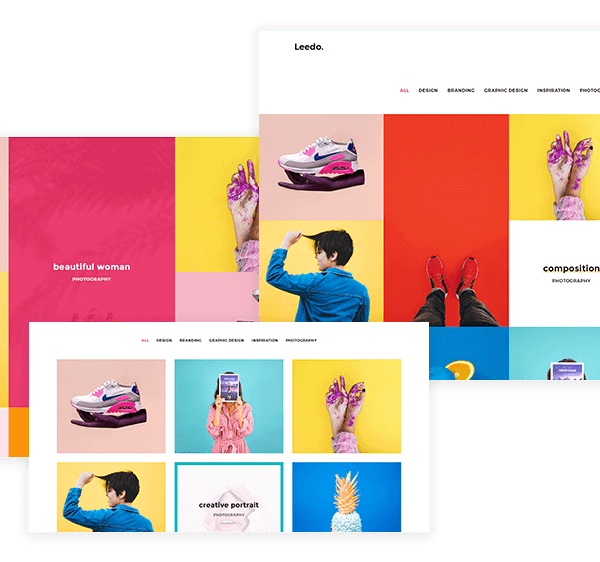 Leedo.
ALL DESIGN BRANDING GRAPHIC DESIGN INSPIRATION PHOTO
beautiful woman
PHOTOGRAPHY
composition
PHOTOGRAPHY
ALL DESIGN BRANDING GRAPHIC DESIGN INSPIRATION PHOTOGRAPHY
creative portrait
PHOTOGRAPHY